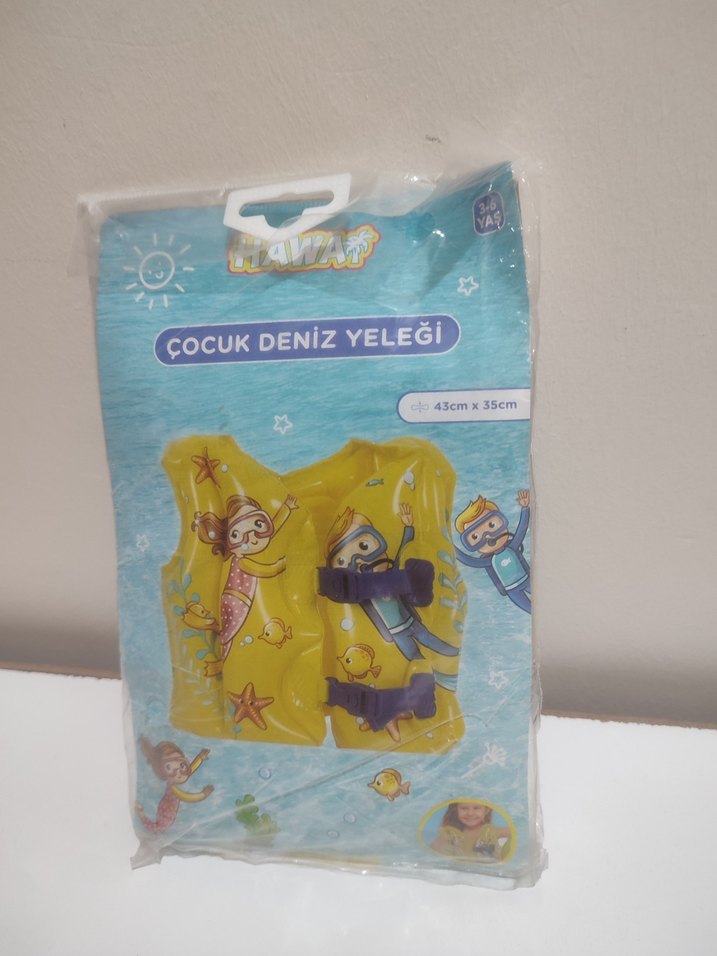 3-6
YAŞ
HAWAI
ÇOCUK DENİZ YELEĞİ
43cm x 35cm